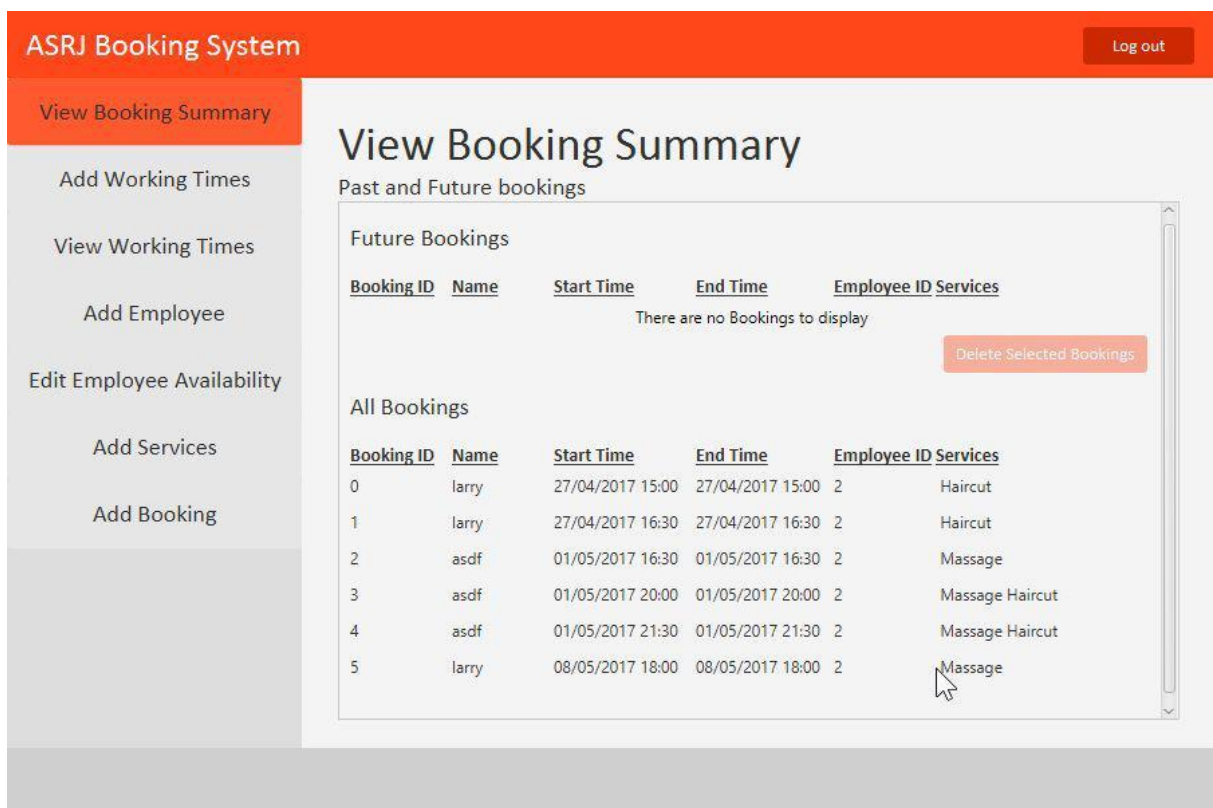 ASRJ Booking System
Log out
View Booking Summary
Add Working Times
View Working Times
Add Employee
Edit Employee Availability
Add Services
Add Booking
View Booking Summary
Past and Future bookings
Future Bookings
Booking ID Name Start Time End Time Employee ID Services
There are no Bookings to display
Delete Selected Bookings
All Bookings
Booking ID Name Start Time End Time Employee ID Services
0 larry 27/04/2017 15:00 27/04/2017 15:00 2 Haircut
1 larry 27/04/2017 16:30 27/04/2017 16:30 2 Haircut
2 asdf 01/05/2017 16:30 01/05/2017 16:30 2 Massage
3 asdf 01/05/2017 20:00 01/05/2017 20:00 2 Massage Haircut
4 asdf 01/05/2017 21:30 01/05/2017 21:30 2 Massage Haircut
5 larry 08/05/2017 18:00 08/05/2017 18:00 2 Massage